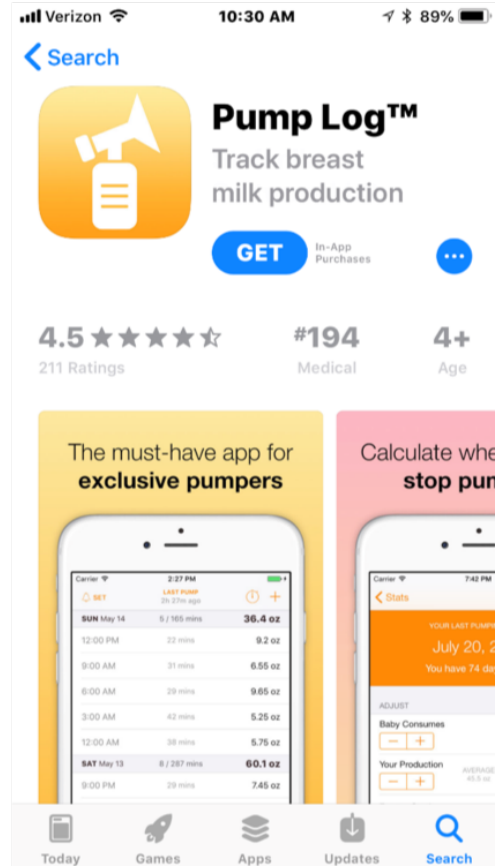 Verizon 10:30 AM 89%
Search
Pump Log™
Track breast
milk production
GET
In-App
Purchases
4.5
#194
4+
211 Ratings
Medical
Age
The must-have app for
exclusive pumpers
Carrier 2:27 PM
SET
LAST PUMP
2h 27m ago
SUN May 14 5 / 165 mins 36.4 oz
12:00 PM 22 mins 9.2 oz
9:00 AM 31 mins 6.55 oz
6:00 AM 29 mins 9.65 oz
3:00 AM 42 mins 5.25 oz
12:00 AM 38 mins 5.75 oz
SAT May 13 8 / 287 mins 60.1 oz
9:00 PM 29 mins 7.45 oz
Calculate whe
stop pun
Carrier 7:42 PM
Stats
YOUR LAST PUMPI
July 20, 2
You have 74 day
ADJUST
Baby Consumes
− +
Your Production
− +
AVERAGE
45.5 oz
Today Games Apps Updates Search